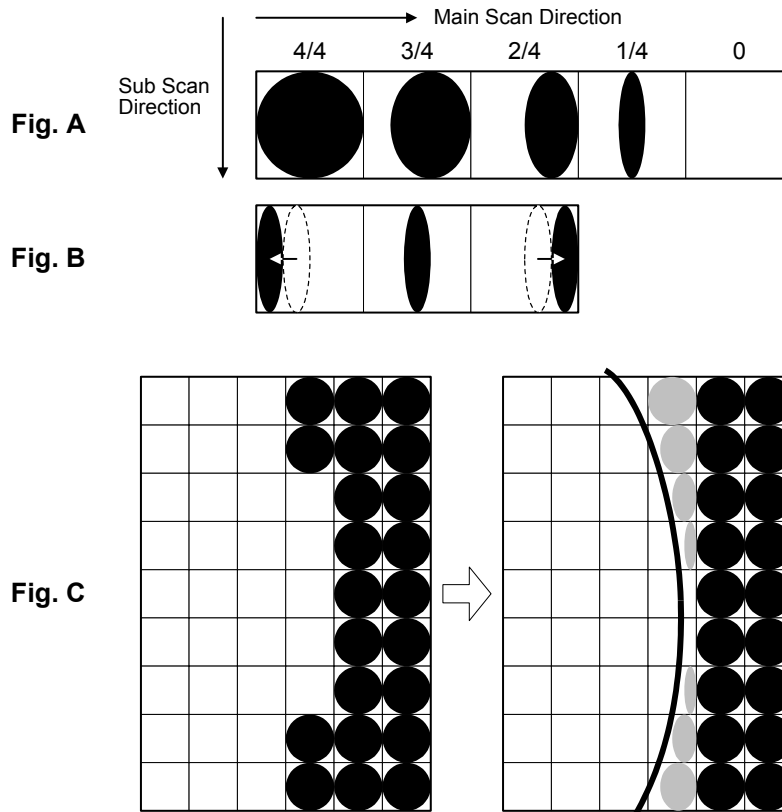 Main Scan Direction
4/4 3/4 2/4 1/4 0
Sub Scan
Direction
Fig. A
Fig. B
Fig. C